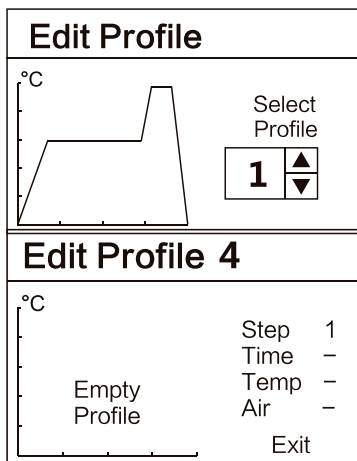 Edit Profile
°C
Select
Profile
1
Edit Profile 4
°C
Empty
Profile
Step 1
Time –
Temp –
Air –
Exit